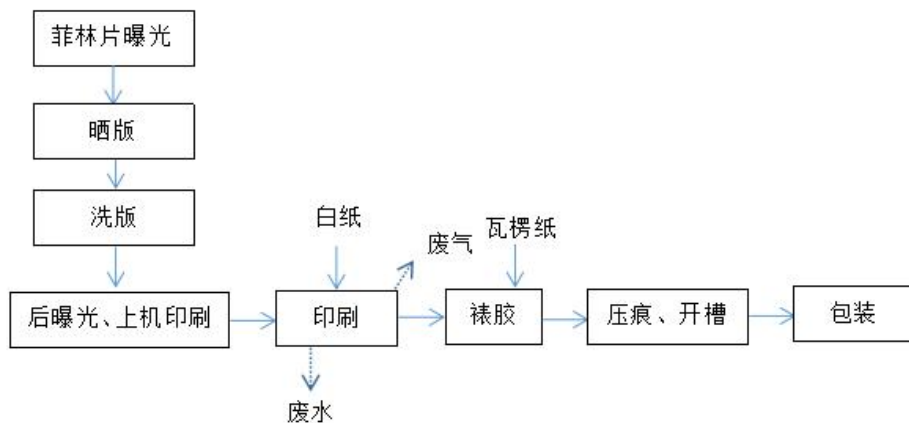 菲林片曝光
晒版
洗版
白纸
废气
瓦楞纸
后曝光、上机印刷
印刷
裱胶
压痕、开槽
包装
废水